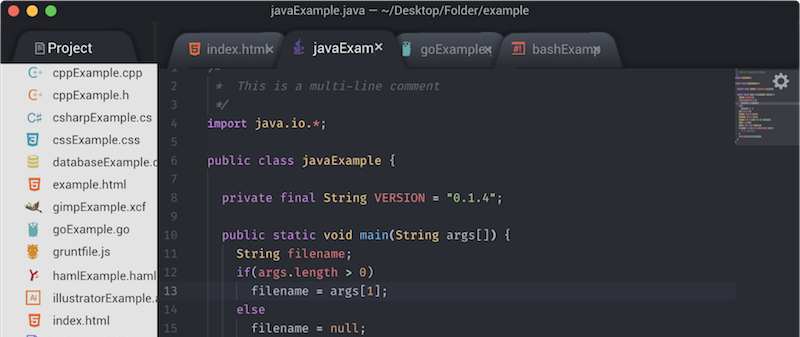 javaExample.java — ~/Desktop/Folder/example
Project
index.html
javaExam
goExample
bashExamp
cppExample.cpp
cppExample.h
csharpExample.cs
cssExample.css
databaseExample.
example.html
gimpExample.xcf
goExample.go
gruntfile.js
hamlExample.haml
illustratorExample.a
index.html
1 /*
2 * This is a multi-line comment
3 */
4 import java.io.*;
5
6 public class javaExample {
7
8 private final String VERSION = "0.1.4";
9
10 public static void main(String args[]) {
11 String filename;
12 if(args.length > 0)
13 filename = args[1];
14 else
15 filename = null;